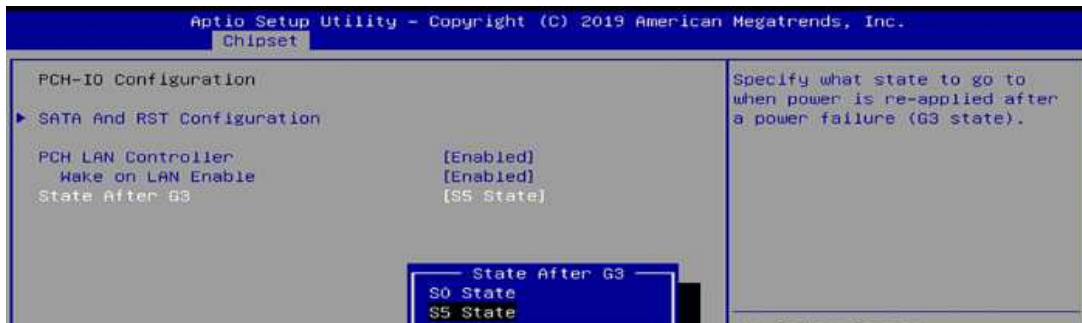 Aptio Setup Utility – Copyright (C) 2019 American Megatrends, Inc.
Chipset
PCH-IO Configuration
SATA And RST Configuration
PCH LAN Controller [Enabled]
Wake on LAN Enable [Enabled]
State After G3 [S5 State]
Specify what state to go to
when power is re-applied after
a power failure (G3 state).
State After G3
S0 State
S5 State